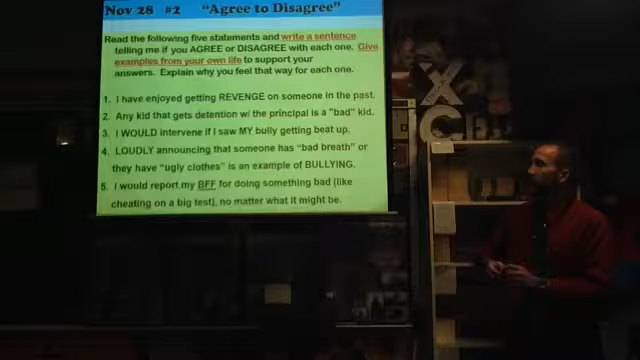 Nov 28 #2 “Agree to Disagree”
Read the following five statements and write a sentence
telling me if you AGREE or DISAGREE with each one. Give
examples from your own life to support your
answers. Explain why you feel that way for each one.
1. I have enjoyed getting REVENGE on someone in the past.
2. Any kid that gets detention w/ the principal is a "bad" kid.
3. I WOULD intervene if I saw MY bully getting beat up.
4. LOUDLY announcing that someone has “bad breath” or
they have “ugly clothes” is an example of BULLYING.
5. I would report my BFF for doing something bad (like
cheating on a big test), no matter what it might be.
X
C